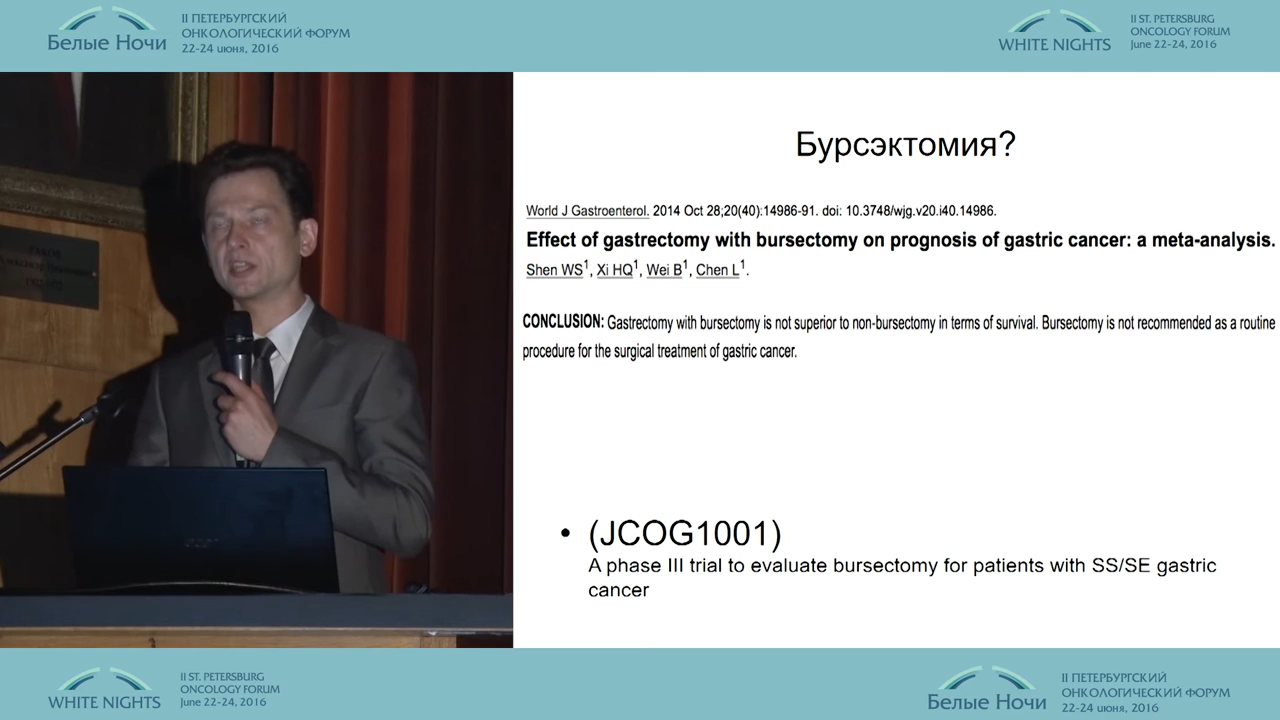 Белые Ночи
II ПЕТЕРБУРГСКИЙ
ОНКОЛОГИЧЕСКИЙ ФОРУМ
22-24 июня, 2016
WHITE NIGHTS
II ST. PETERSBURG
ONCOLOGY FORUM
June 22-24, 2016
Бурсэктомия?
World J Gastroenterol. 2014 Oct 28;20(40):14986-91. doi: 10.3748/wjg.v20.i40.14986.
Effect of gastrectomy with bursectomy on prognosis of gastric cancer: a meta-analysis.
Shen WS1, Xi HQ1, Wei B1, Chen L1.
CONCLUSION: Gastrectomy with bursectomy is not superior to non-bursectomy in terms of survival. Bursectomy is not recommended as a routine
procedure for the surgical treatment of gastric cancer.
• (JCOG1001)
A phase III trial to evaluate bursectomy for patients with SS/SE gastric
cancer
WHITE NIGHTS
II ST. PETERSBURG
ONCOLOGY FORUM
June 22-24, 2016
Белые Ночи
II ПЕТЕРБУРГСКИЙ
ОНКОЛОГИЧЕСКИЙ ФОРУМ
22-24 июня, 2016